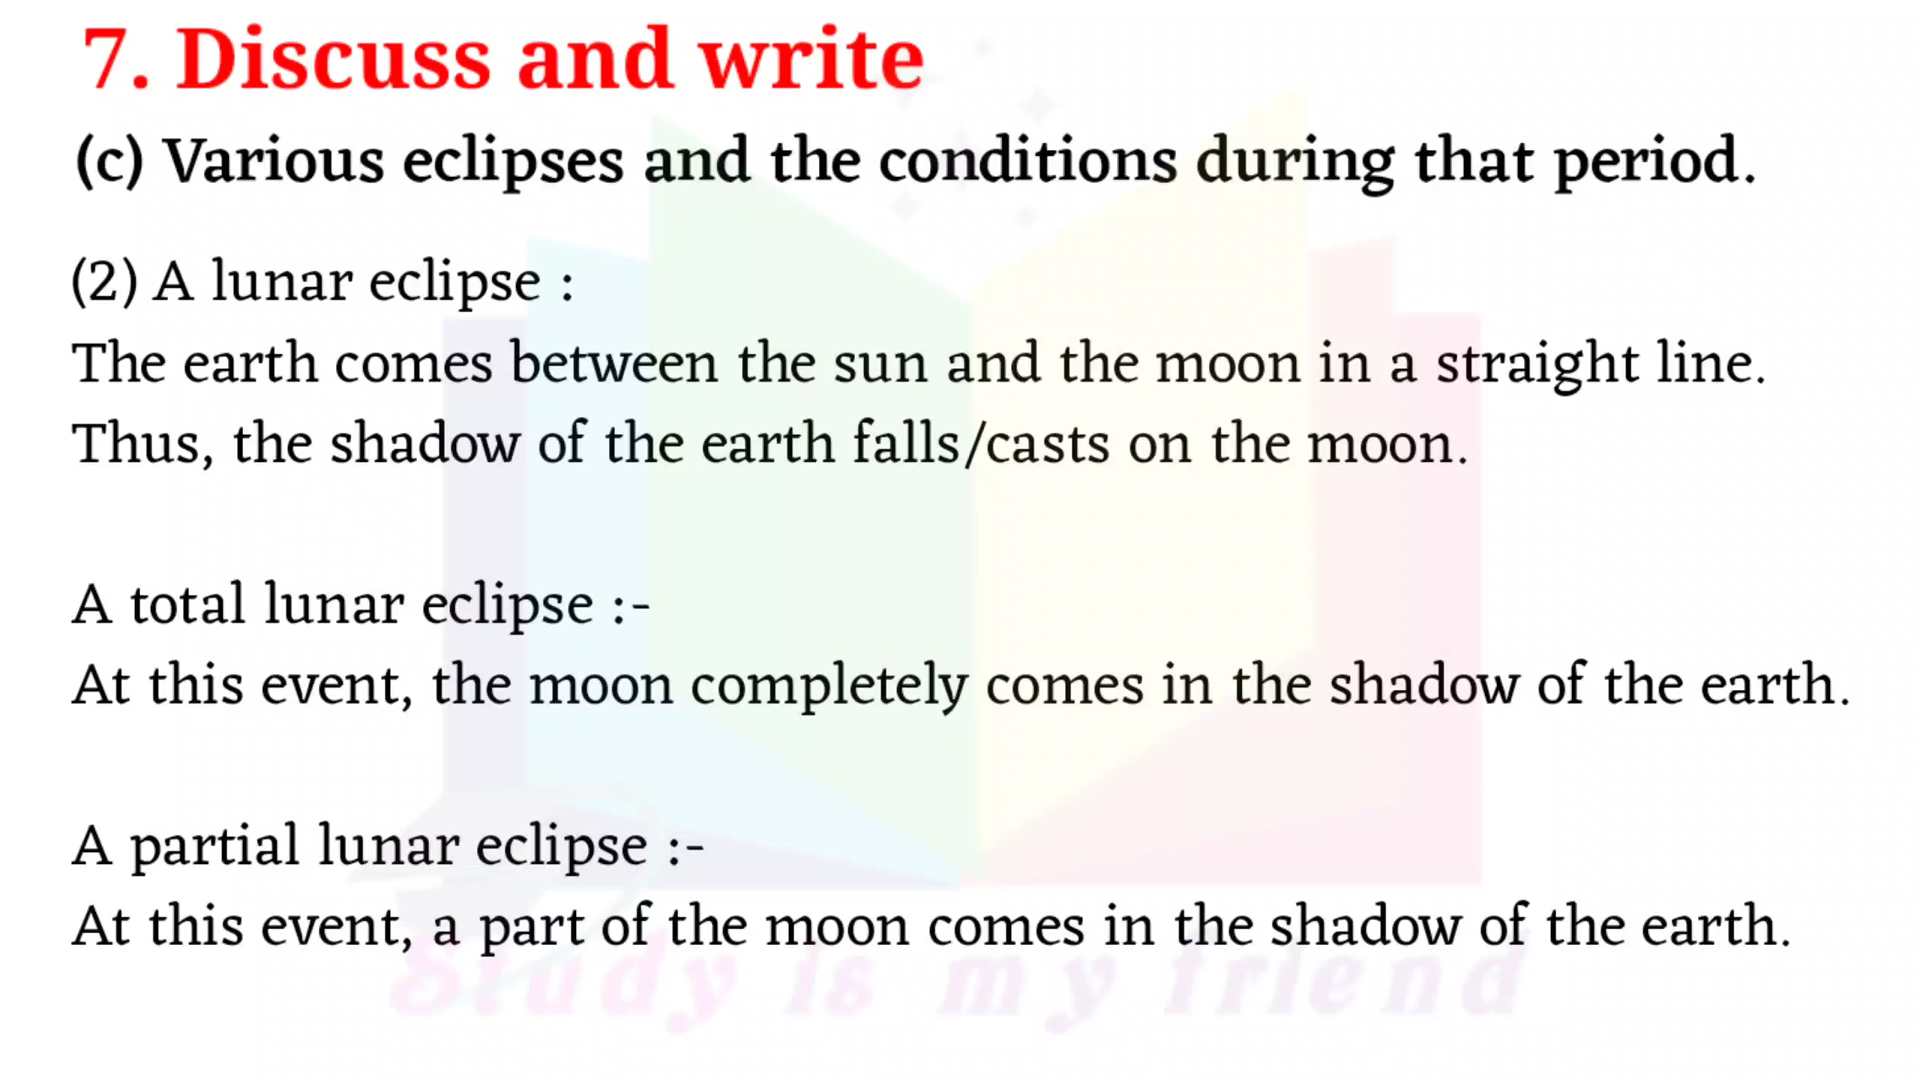 7. Discuss and write
(c) Various eclipses and the conditions during that period.
(2) A lunar eclipse :
The earth comes between the sun and the moon in a straight line.
Thus, the shadow of the earth falls/casts on the moon.
A total lunar eclipse :-
At this event, the moon completely comes in the shadow of the earth.
A partial lunar eclipse :-
At this event, a part of the moon comes in the shadow of the earth.
Study is my friend